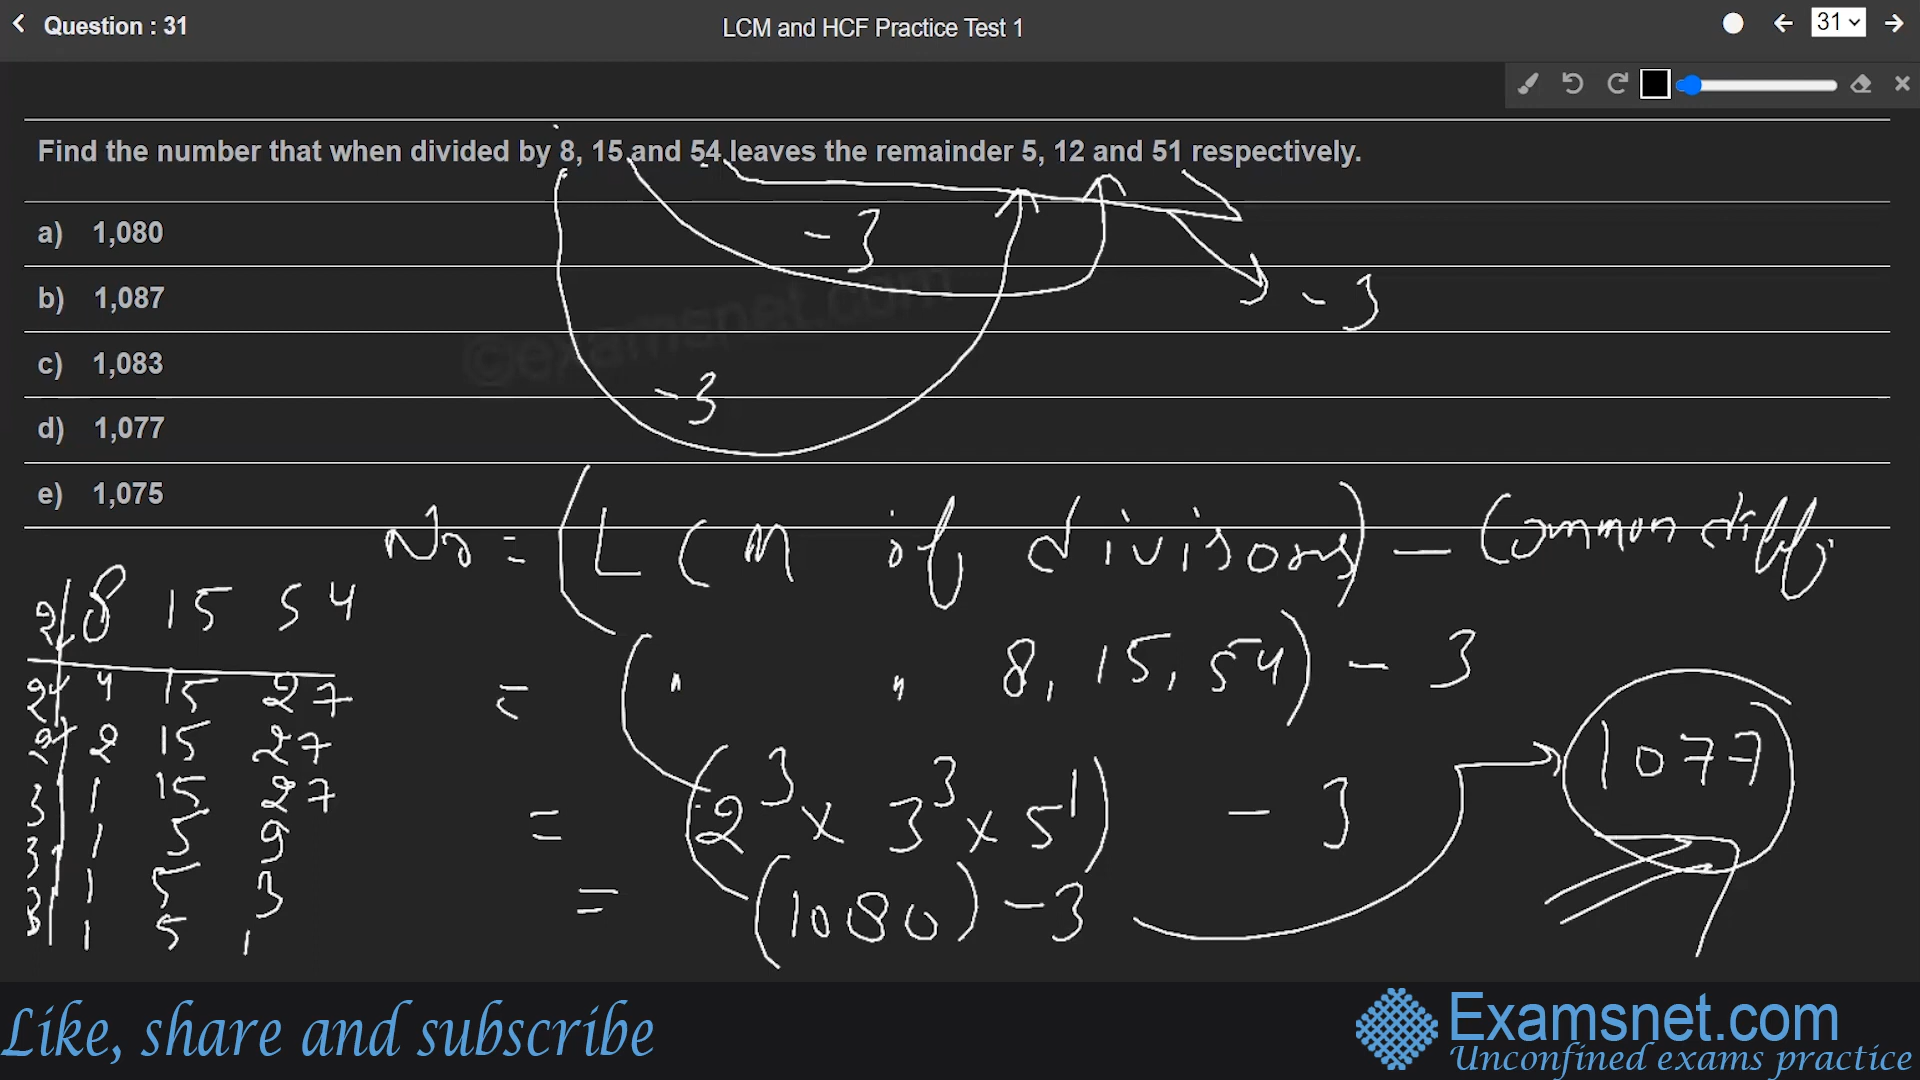 Question : 31
LCM and HCF Practice Test 1
31
Find the number that when divided by 8, 15 and 54 leaves the remainder 5, 12 and 51 respectively.
a) 1,080
- 3
b) 1,087
- 3
©examsnet.com
c) 1,083
- 3
d) 1,077
e) 1,075
No = (LCM of divisors) - Common diff.
2 8 15 54
= ( " " 8, 15, 54) - 3
2 4 15 27
2 2 15 27
3 1 15 27
3 1 5 9
3 1 5 3
3 1 5 1
= (2³ x 3³ x 5¹) - 3
= (1080) - 3
1077
Like, share and subscribe
Examsnet.com
Unconfined exams practice